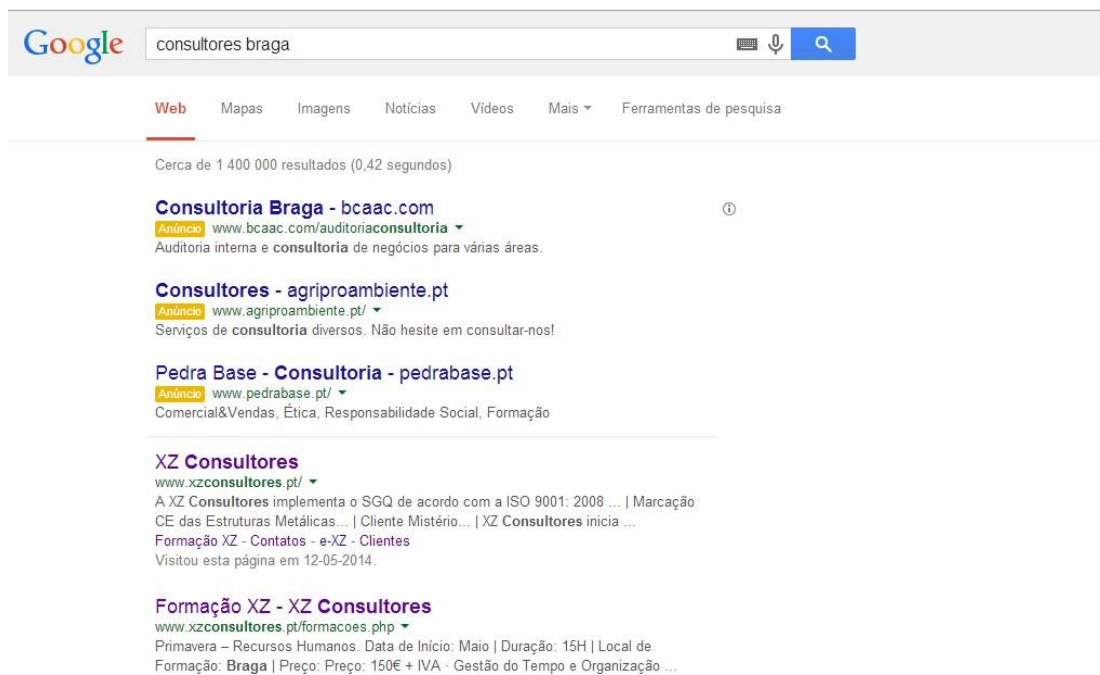 Google consultores braga
Web Mapas Imagens Notícias Vídeos Mais Ferramentas de pesquisa
Cerca de 1 400 000 resultados (0,42 segundos)
Consultoria Braga - bcaac.com
Anúncio www.bcaac.com/auditoriaconsultoria
Auditoria interna e consultoria de negócios para várias áreas.
Consultores - agriproambiente.pt
Anúncio www.agriproambiente.pt/
Serviços de consultoria diversos. Não hesite em consultar-nos!
Pedra Base - Consultoria - pedrabase.pt
Anúncio www.pedrabase.pt/
Comercial&Vendas, Ética, Responsabilidade Social, Formação
XZ Consultores
www.xzconsultores.pt/
A XZ Consultores implementa o SGQ de acordo com a ISO 9001: 2008 ... | Marcação
CE das Estruturas Metálicas... | Cliente Mistério... | XZ Consultores inicia ...
Formação XZ - Contatos - e-XZ - Clientes
Visitou esta página em 12-05-2014.
Formação XZ - XZ Consultores
www.xzconsultores.pt/formacoes.php
Primavera – Recursos Humanos. Data de Início: Maio | Duração: 15H | Local de
Formação: Braga | Preço: Preço: 150€ + IVA · Gestão do Tempo e Organização ...